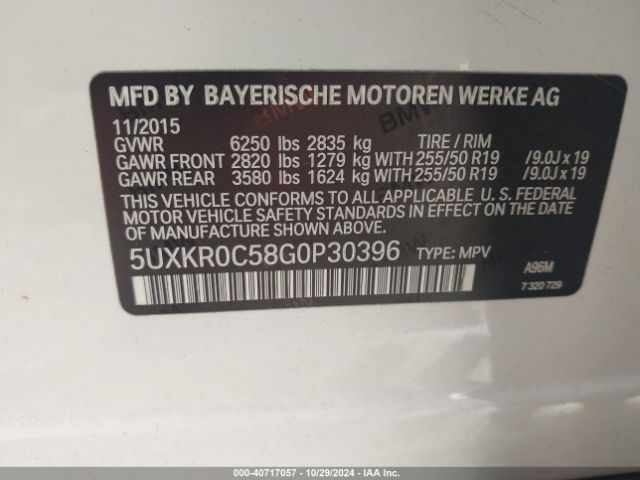 MFD BY BAYERISCHE MOTOREN WERKE AG
11/2015
GVWR 6250 lbs 2835 kg TIRE / RIM
GAWR FRONT 2820 lbs 1279 kg WITH 255/50 R19 /9.0J x 19
GAWR REAR 3580 lbs 1624 kg WITH 255/50 R19 /9.0J x 19
THIS VEHICLE CONFORMS TO ALL APPLICABLE U. S. FEDERAL
MOTOR VEHICLE SAFETY STANDARDS IN EFFECT ON THE DATE
OF MANUFACTURE SHOWN ABOVE.
5UXKR0C58G0P30396 TYPE: MPV
A96M
7 320 729
000-40717057 - 10/29/2024 - IAA Inc.